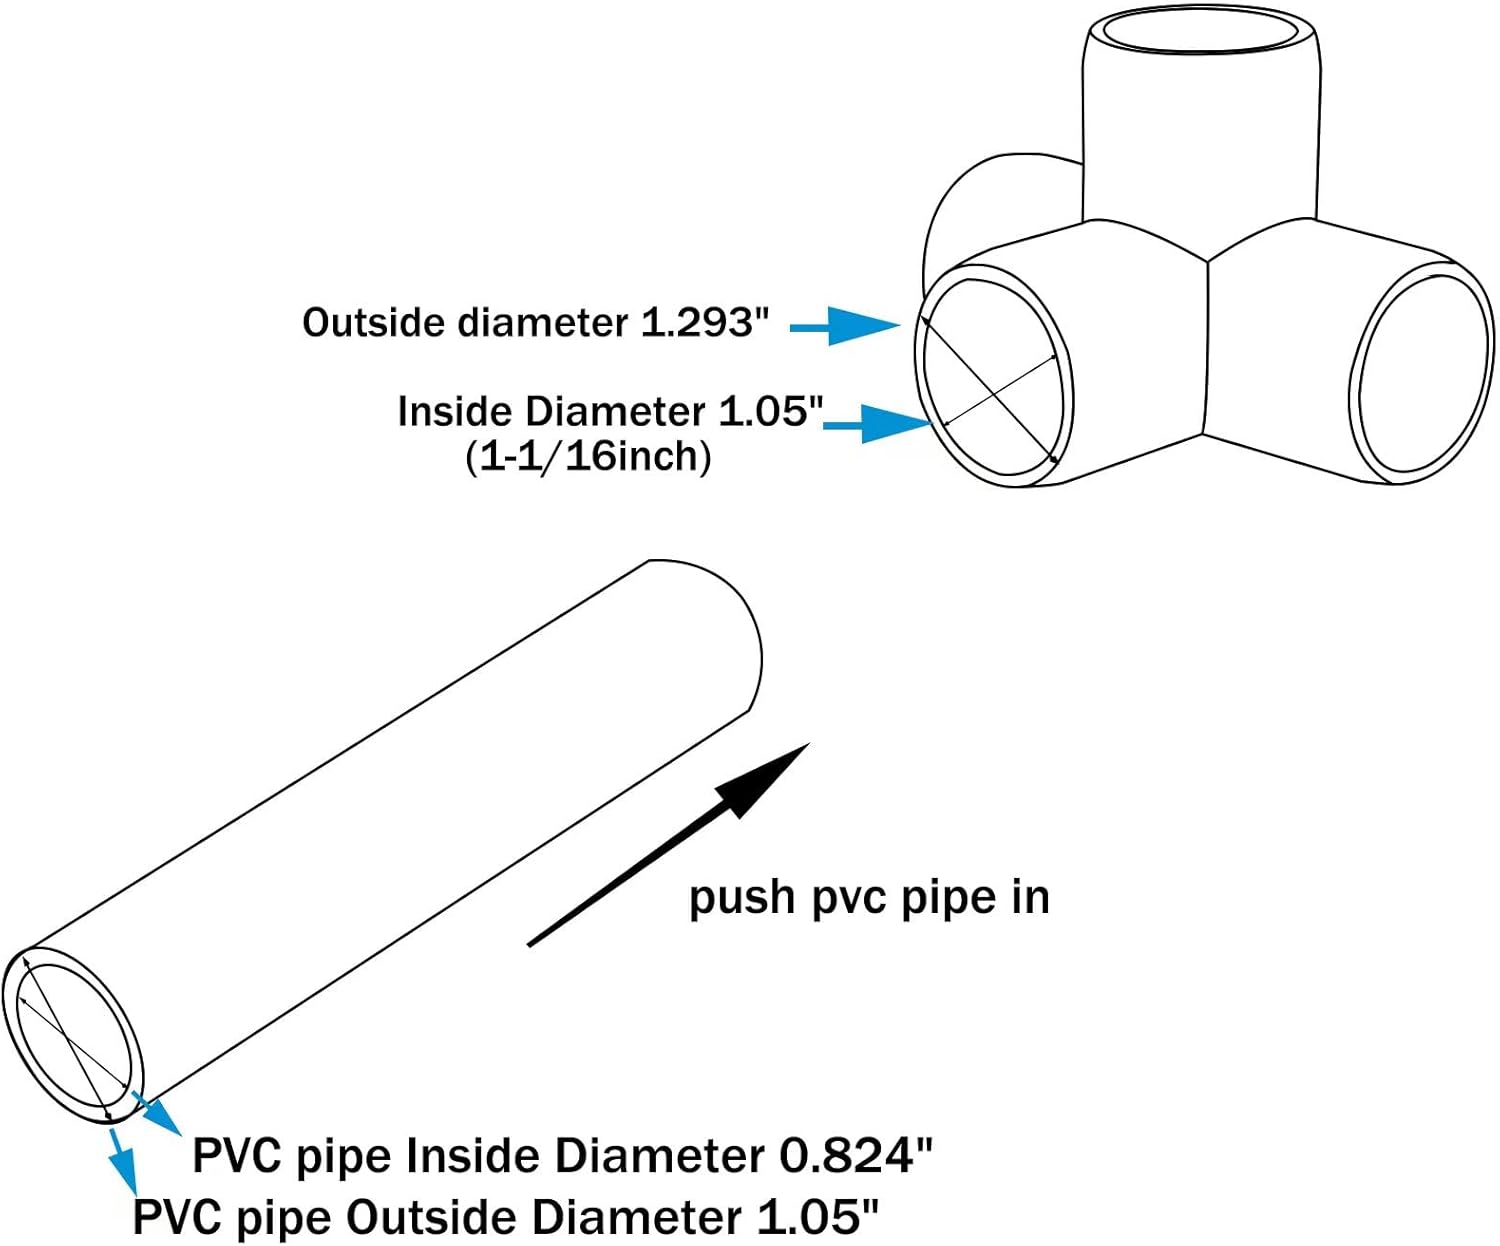 Outside diameter 1.293"
Inside Diameter 1.05"
(1-1/16inch)
push pvc pipe in
PVC pipe Inside Diameter 0.824"
PVC pipe Outside Diameter 1.05"